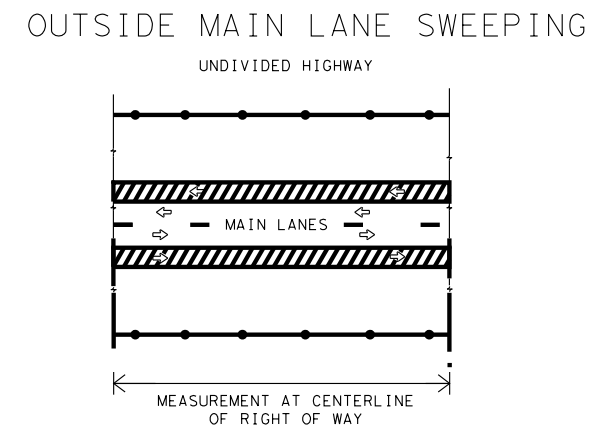 OUTSIDE MAIN LANE SWEEPING
UNDIVIDED HIGHWAY
MAIN LANES
MEASUREMENT AT CENTERLINE
OF RIGHT OF WAY